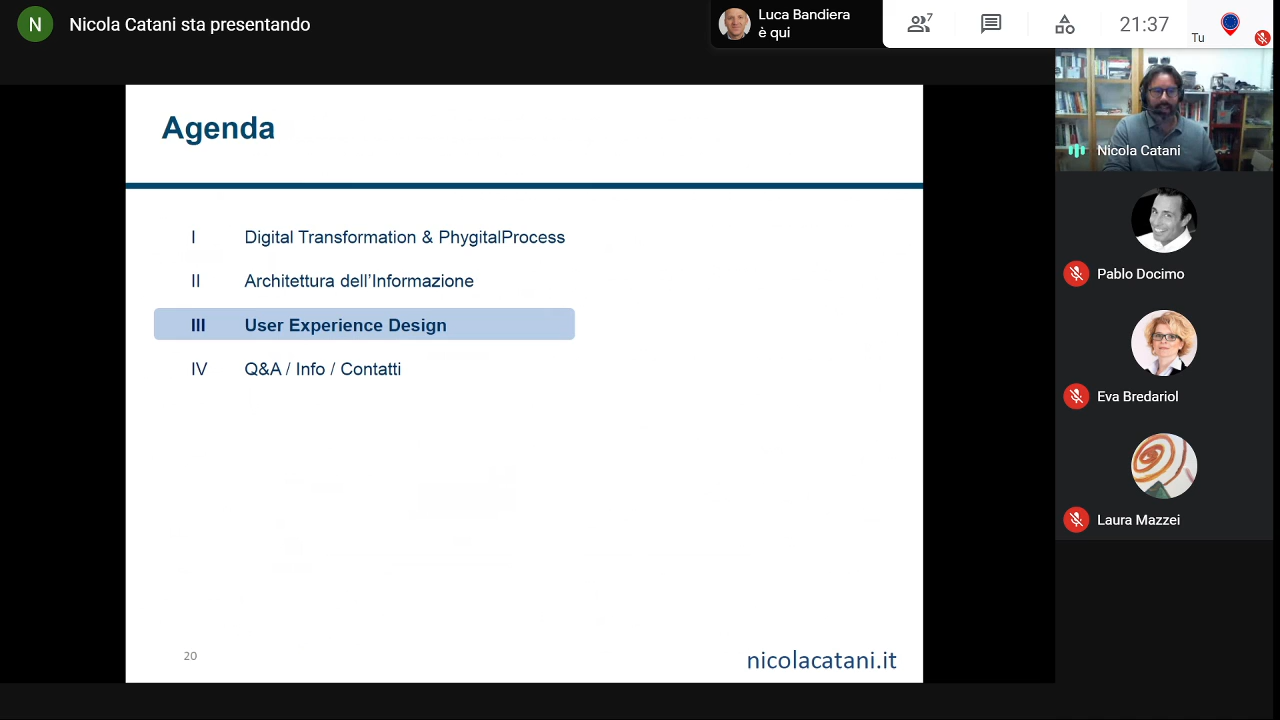 N
Nicola Catani sta presentando
Luca Bandiera
è qui
7
21:37
Tu
Agenda
I Digital Transformation & PhygitalProcess
II Architettura dell’Informazione
III User Experience Design
IV Q&A / Info / Contatti
20
nicolacatani.it
Nicola Catani
Pablo Docimo
Eva Bredariol
Laura Mazzei